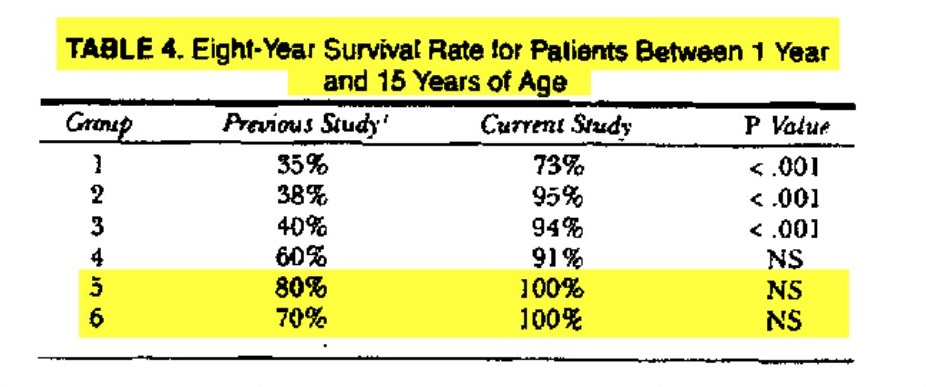 TABLE 4. Eight-Year Survival Rate for Patients Between 1 Year
and 15 Years of Age
Group Previous Study¹ Current Study P Value
1 35% 73% < .001
2 38% 95% < .001
3 40% 94% < .001
4 60% 91% NS
5 80% 100% NS
6 70% 100% NS